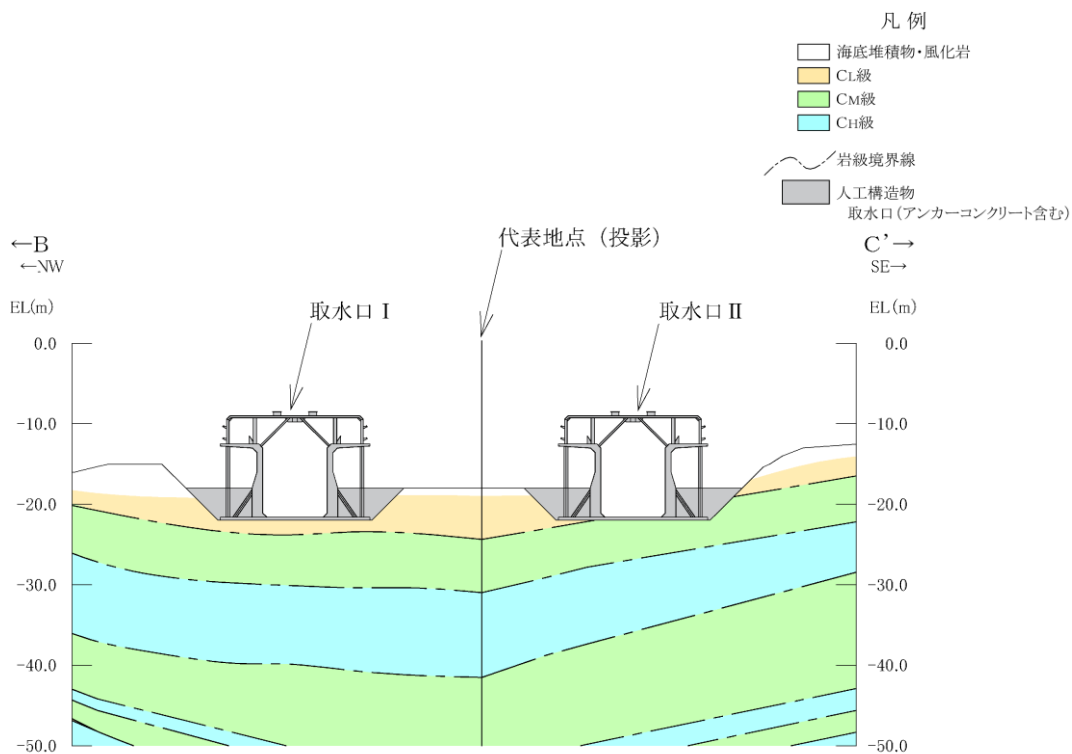 凡 例
海底堆積物・風化岩
CL級
CM級
CH級
岩級境界線
人工構造物
取水口(アンカーコンクリート含む)
代表地点（投影）
←B
←NW
C’→
SE→
EL(m)
EL(m)
取水口 I
取水口 II
0.0
0.0
-10.0
-10.0
-20.0
-20.0
-30.0
-30.0
-40.0
-40.0
-50.0
-50.0